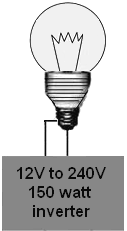 12V to 240V
150 watt
inverter